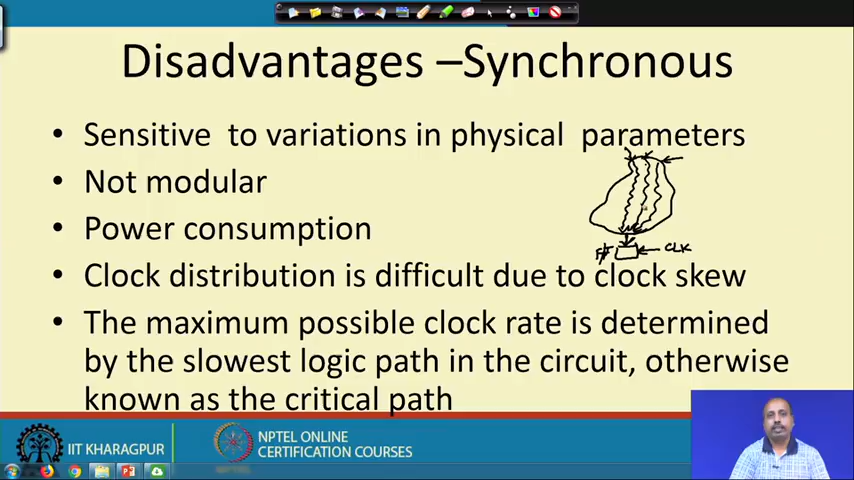 Disadvantages –Synchronous
• Sensitive to variations in physical parameters
• Not modular
• Power consumption
CLK
• Clock distribution is difficult due to clock skew
• The maximum possible clock rate is determined
by the slowest logic path in the circuit, otherwise
known as the critical path
IIT KHARAGPUR
NPTEL ONLINE
CERTIFICATION COURSES